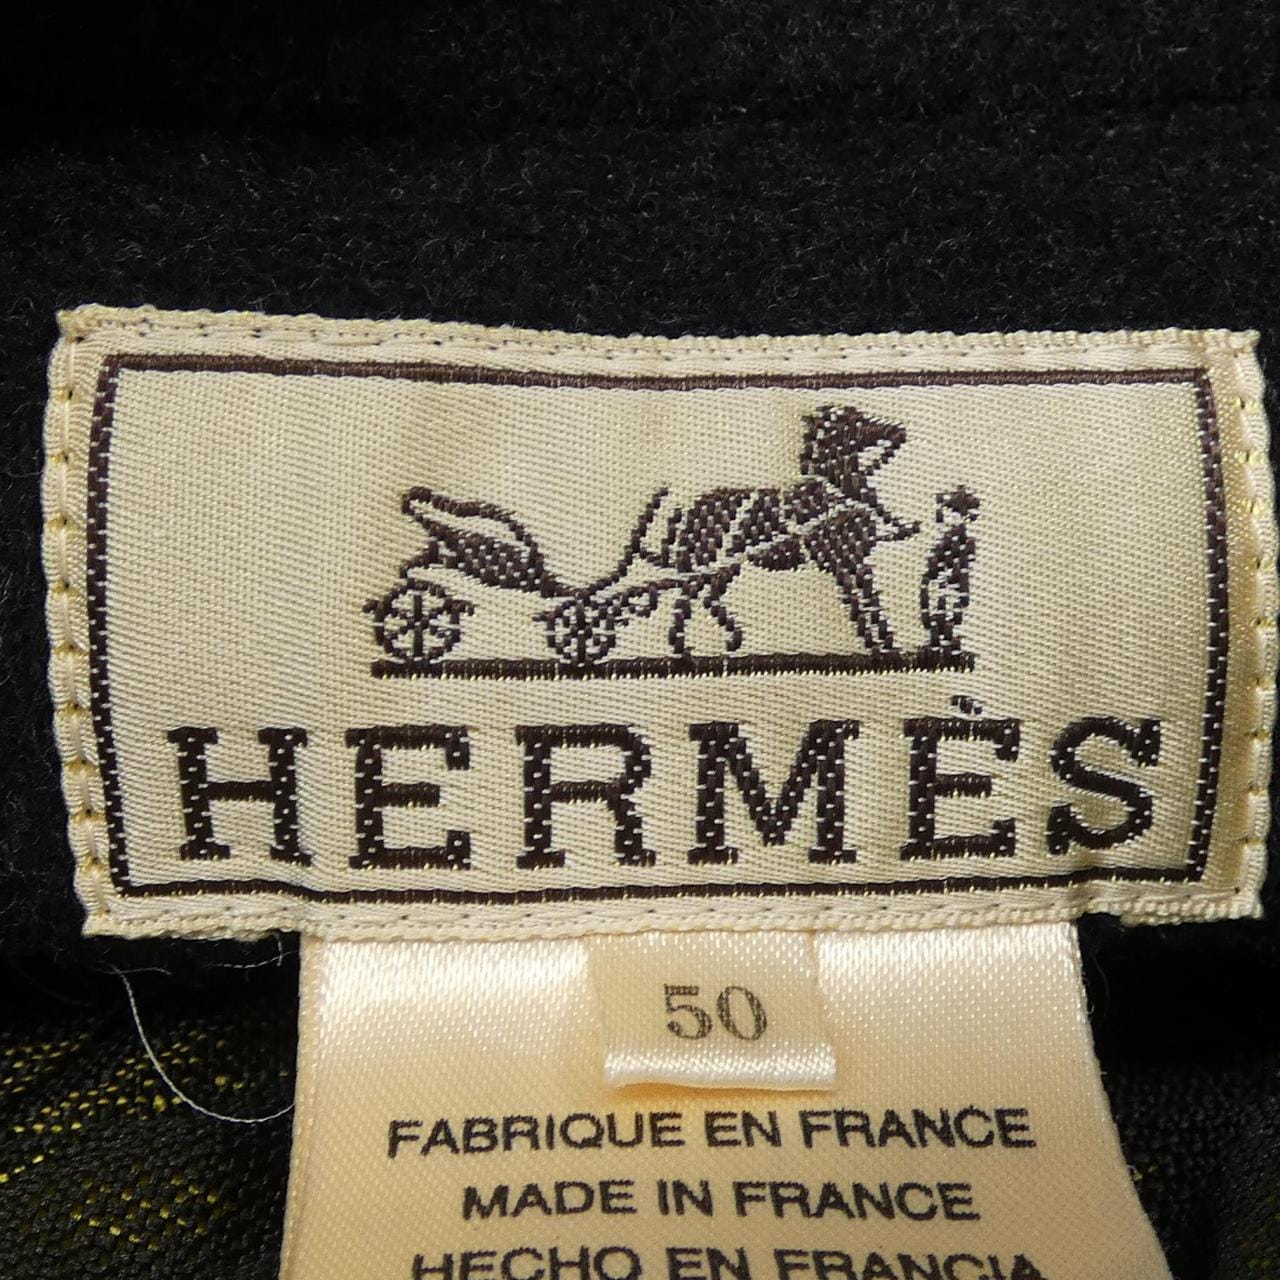 HERMÈS
50
FABRIQUE EN FRANCE
MADE IN FRANCE
HECHO EN FRANCIA